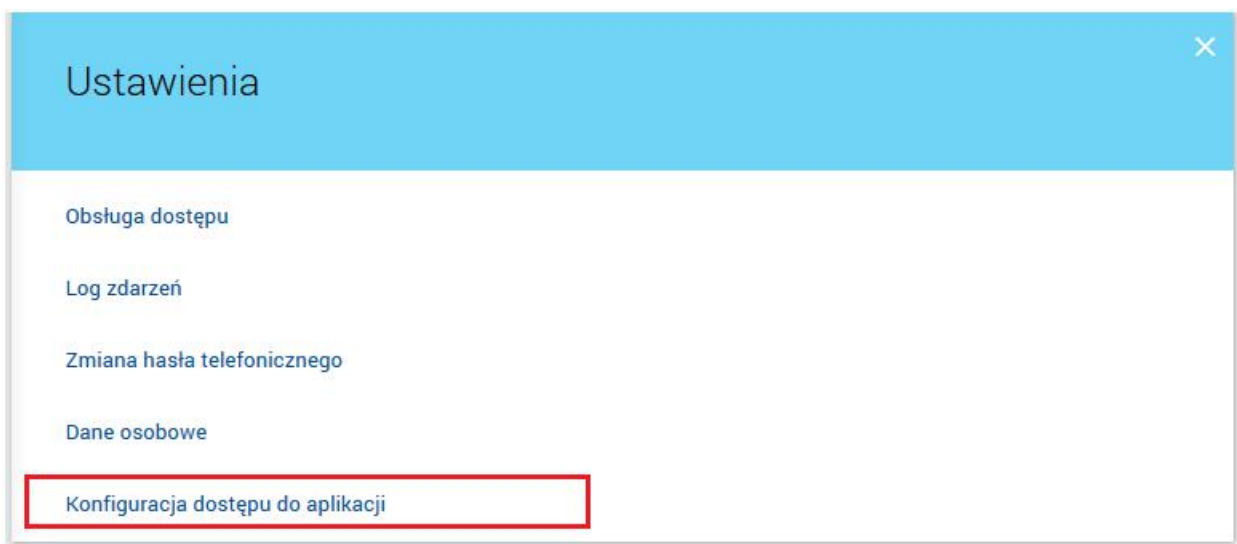 Ustawienia
Obsługa dostępu
Log zdarzeń
Zmiana hasła telefonicznego
Dane osobowe
Konfiguracja dostępu do aplikacji